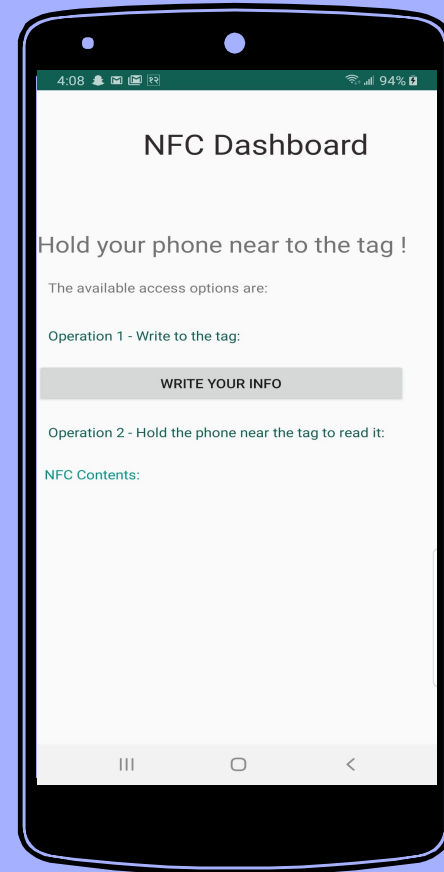 4:08 94%
NFC Dashboard
Hold your phone near to the tag !
The available access options are:
Operation 1 - Write to the tag:
WRITE YOUR INFO
Operation 2 - Hold the phone near the tag to read it:
NFC Contents: